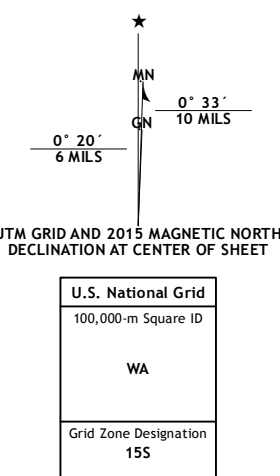 MN
0° 33´
10 MILS
GN
0° 20´
6 MILS
UTM GRID AND 2015 MAGNETIC NORTH
DECLINATION AT CENTER OF SHEET
U.S. National Grid
100,000-m Square ID
WA
Grid Zone Designation
15S